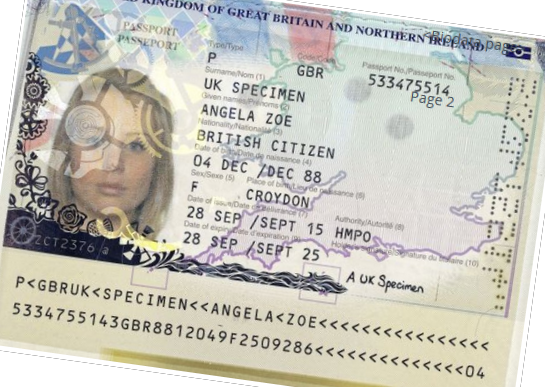 KINGDOM OF GREAT BRITAIN AND NORTHERN IRELAND
<Biodata page
PASSPORT
PASSEPORT
Type/Type
Code/Code
Passport No./Passeport No.
P
GBR
533475514
Page 2
Surname/Nom (1)
UK SPECIMEN
Given names/Prénoms (2)
ANGELA ZOE
Nationality/Nationalité (3)
BRITISH CITIZEN
Date of birth/Date de naissance (4)
04 DEC /DEC 88
Sex/Sexe (5) Place of birth/Lieu de naissance (6)
F CROYDON
Date of issue/Date de délivrance (7)
Authority/Autorité (8)
28 SEP /SEPT 15 HMPO
Date of expiry/Date d'expiration (9)
Holder's signature/Signature du titulaire (10)
28 SEP /SEPT 25
ZCT2376
A UK Specimen
P<GBRUK<SPECIMEN<<ANGELA<ZOE<<<<<<<<<<<<<<<<
5334755143GBR8812049F2509286<<<<<<<<<<<<<<04